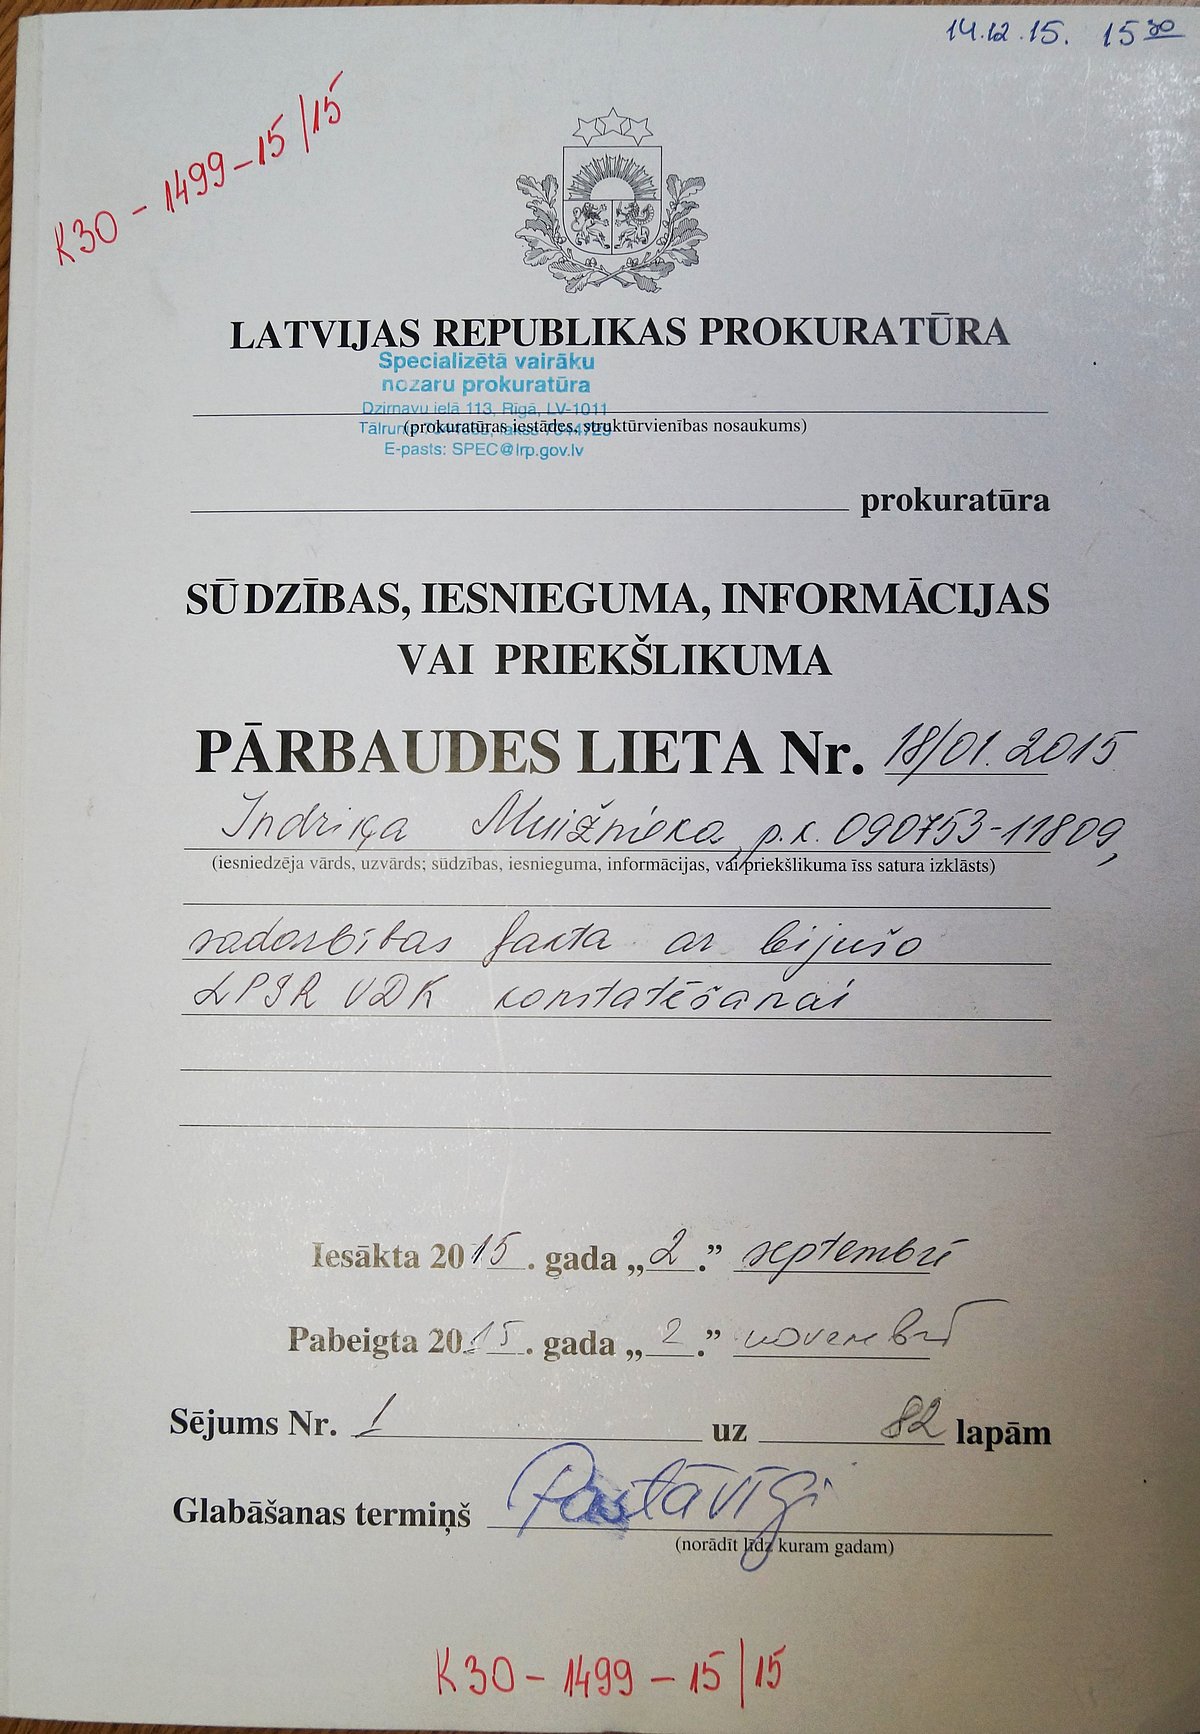 14.12.15. 15 30
K30 - 1499 - 15/15
LATVIJAS REPUBLIKAS PROKURATŪRA
Specializētā vairāku
nozaru prokuratūra
Dzirnavu ielā 113, Rīgā, LV-1011
(prokuratūras iestādes, struktūrvienības nosaukums)
E-pasts: SPEC@lrp.gov.lv
prokuratūra
SŪDZĪBAS, IESNIEGUMA, INFORMĀCIJAS
VAI PRIEKŠLIKUMA
PĀRBAUDES LIETA Nr. 18/01.2015
Indriķa Muižnieka, p.k. 090753-11809,
(iesniedzēja vārds, uzvārds; sūdzības, iesnieguma, informācijas, vai priekšlikuma īss satura izklāsts)
sadarbības fakta ar bijušo
LPSR VDK konstatēšanai
Iesākta 2015. gada „2.” septembrī
Pabeigta 2015. gada „2.” novembrī
Sējums Nr. 1 uz 82 lapām
Glabāšanas termiņš Pastāvīgi
(norādīt līdz kuram gadam)
K30 - 1499 - 15/15